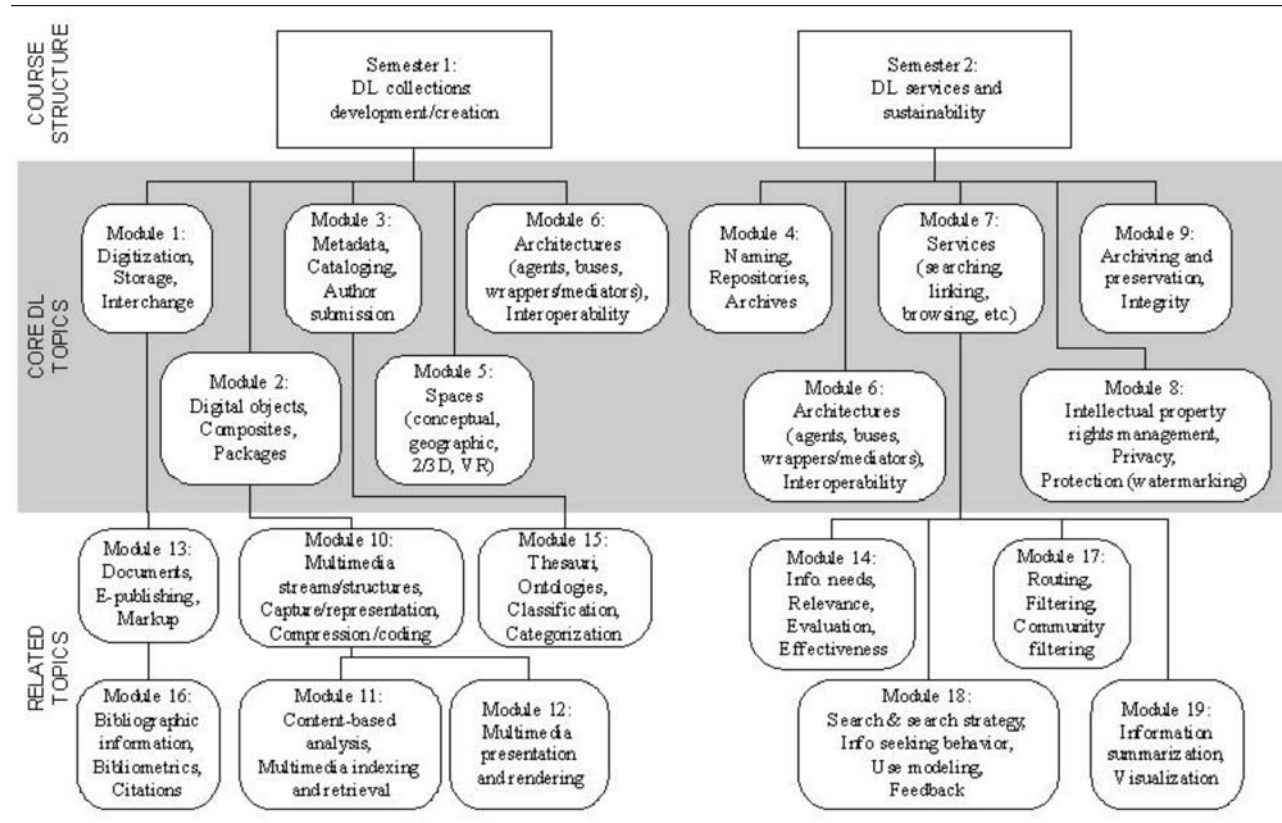 COURSE
STRUCTURE
Semester 1:
DL collections
development/creation
Semester 2:
DL services and
sustainability
CORE DL
TOPICS
Module 1:
Digitization,
Storage,
Interchange
Module 3:
Metadata,
Cataloging,
Author
submission
Module 6:
Architectures
(agents, buses,
wrappers/mediators),
Interoperability
Module 4:
Naming,
Repositories,
Archives
Module 7:
Services
(searching,
linking,
browsing, etc.)
Module 9:
Archiving and
preservation,
Integrity
Module 2:
Digital objects,
Composites,
Packages
Module 5:
Spaces
(conceptual,
geographic,
2/3D, VR)
Module 6:
Architectures
(agents, buses,
wrappers/mediators),
Interoperability
Module 8:
Intellectual property
rights management,
Privacy,
Protection (watermarking)
RELATED
TOPICS
Module 13:
Documents,
E-publishing,
Markup
Module 10:
Multimedia
streams/structures,
Capture/representation,
Compression/coding
Module 15:
Thesauri,
Ontologies,
Classification,
Categorization
Module 14:
Info. needs,
Relevance,
Evaluation,
Effectiveness
Module 17:
Routing,
Filtering,
Community
filtering
Module 16:
Bibliographic
information,
Bibliometrics,
Citations
Module 11:
Content-based
analysis,
Multimedia indexing
and retrieval
Module 12:
Multimedia
presentation
and rendering
Module 18:
Search & search strategy,
Info seeking behavior,
Use modeling,
Feedback
Module 19:
Information
summarization,
Visualization